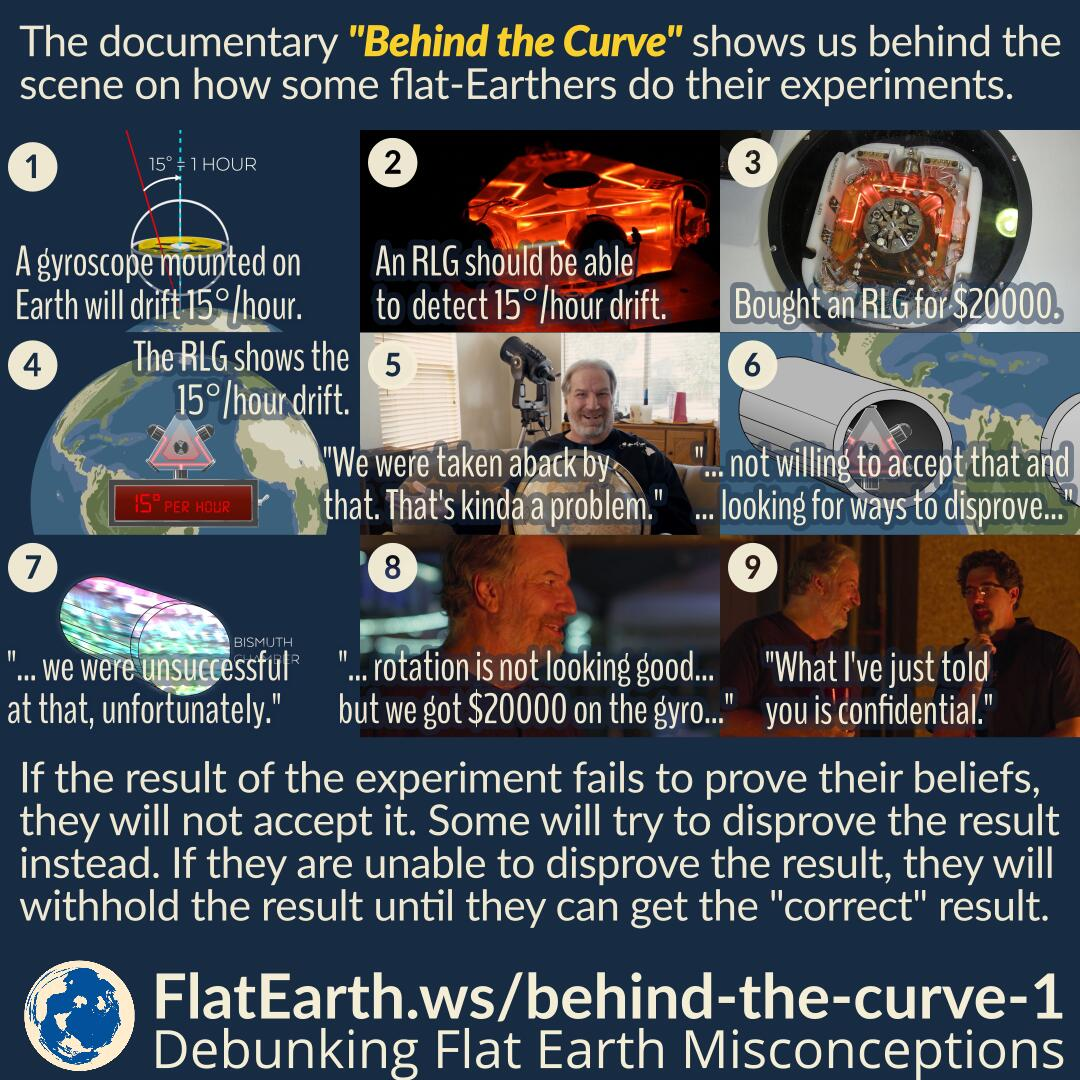 The documentary "Behind the Curve" shows us behind the
scene on how some flat-Earthers do their experiments.
1
15° = 1 HOUR
A gyroscope mounted on
Earth will drift 15°/hour.
2
An RLG should be able
to detect 15°/hour drift.
3
Bought an RLG for $20000.
4
The RLG shows the
15°/hour drift.
15° PER HOUR
5
"We were taken aback by
that. That's kinda a problem."
6
"... not willing to accept that and
... looking for ways to disprove..."
7
BISMUTH
CHAMBER
"... we were unsuccessful
at that, unfortunately."
8
"... rotation is not looking good...
but we got $20000 on the gyro..."
9
"What I've just told
you is confidential."
If the result of the experiment fails to prove their beliefs,
they will not accept it. Some will try to disprove the result
instead. If they are unable to disprove the result, they will
withhold the result until they can get the "correct" result.
FlatEarth.ws/behind-the-curve-1
Debunking Flat Earth Misconceptions